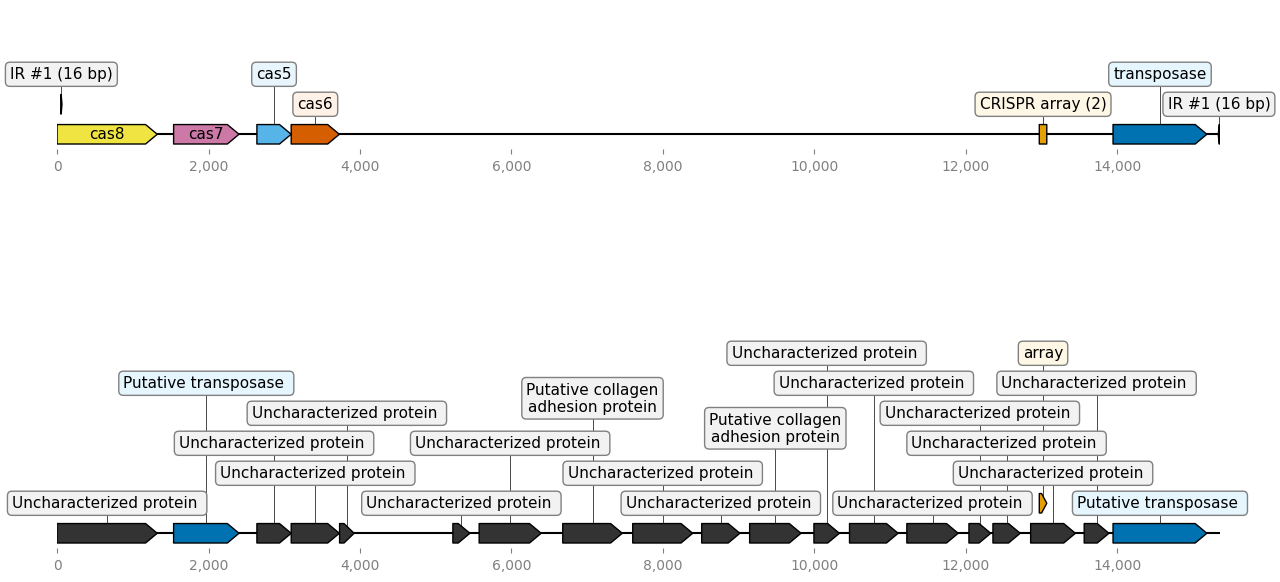 IR #1 (16 bp)
cas5
transposase
cas6
CRISPR array (2)
IR #1 (16 bp)
cas8
cas7
0
2,000
4,000
6,000
8,000
10,000
12,000
14,000
Uncharacterized protein
array
Putative transposase
Putative collagen
adhesion protein
Uncharacterized protein
Uncharacterized protein
Uncharacterized protein
Putative collagen
adhesion protein
Uncharacterized protein
Uncharacterized protein
Uncharacterized protein
Uncharacterized protein
Uncharacterized protein
Uncharacterized protein
Uncharacterized protein
Uncharacterized protein
Uncharacterized protein
Uncharacterized protein
Uncharacterized protein
Uncharacterized protein
Putative transposase
0
2,000
4,000
6,000
8,000
10,000
12,000
14,000